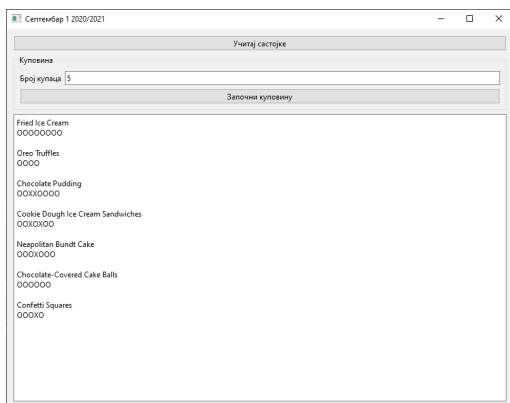 Септембар 1 2020/2021
Учитај састојке
Куповина
Број купаца 5
Започни куповину
Fried Ice Cream
OOOOOOOO
Oreo Truffles
OOOO
Chocolate Pudding
OOXXOOOO
Cookie Dough Ice Cream Sandwiches
OOXOXOO
Neapolitan Bundt Cake
OOOXOOO
Chocolate-Covered Cake Balls
OOOOOO
Confetti Squares
OOOXO